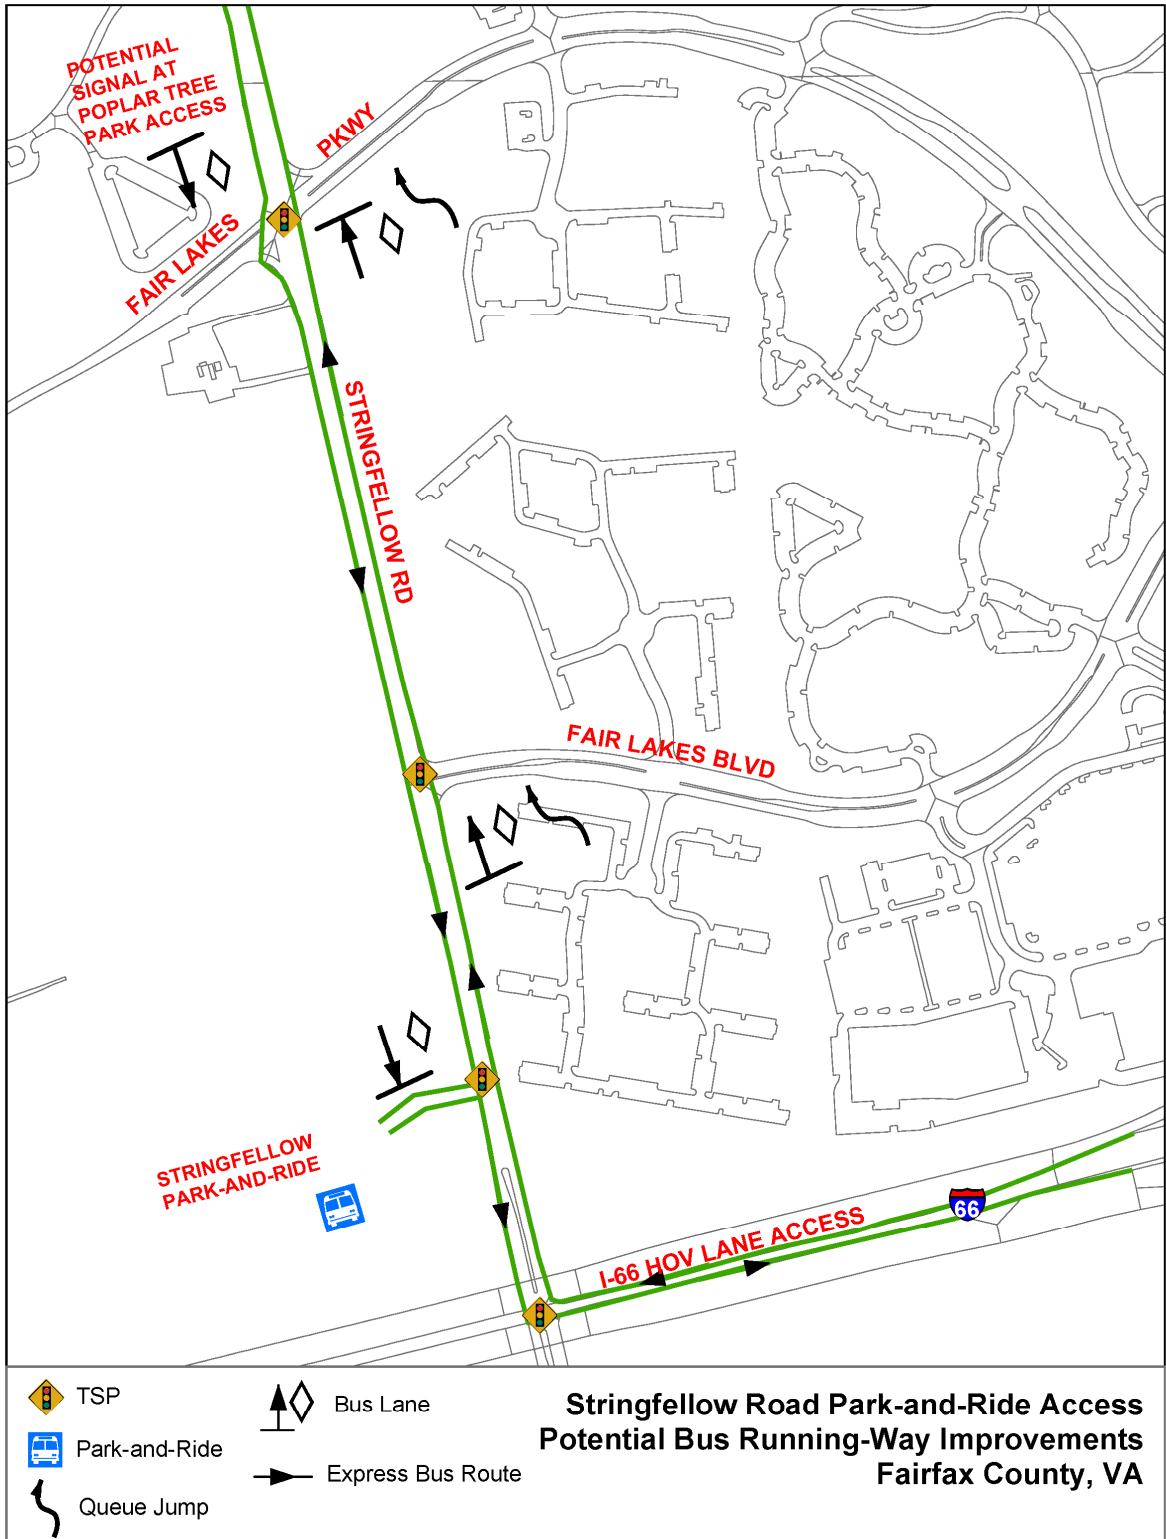 POTENTIAL
SIGNAL AT
POPLAR TREE
PARK ACCESS
PKWY
FAIR LAKES
STRINGFELLOW RD
FAIR LAKES BLVD
STRINGFELLOW
PARK-AND-RIDE
66
I-66 HOV LANE ACCESS
TSP
Park-and-Ride
Queue Jump
Bus Lane
Express Bus Route
Stringfellow Road Park-and-Ride Access
Potential Bus Running-Way Improvements
Fairfax County, VA